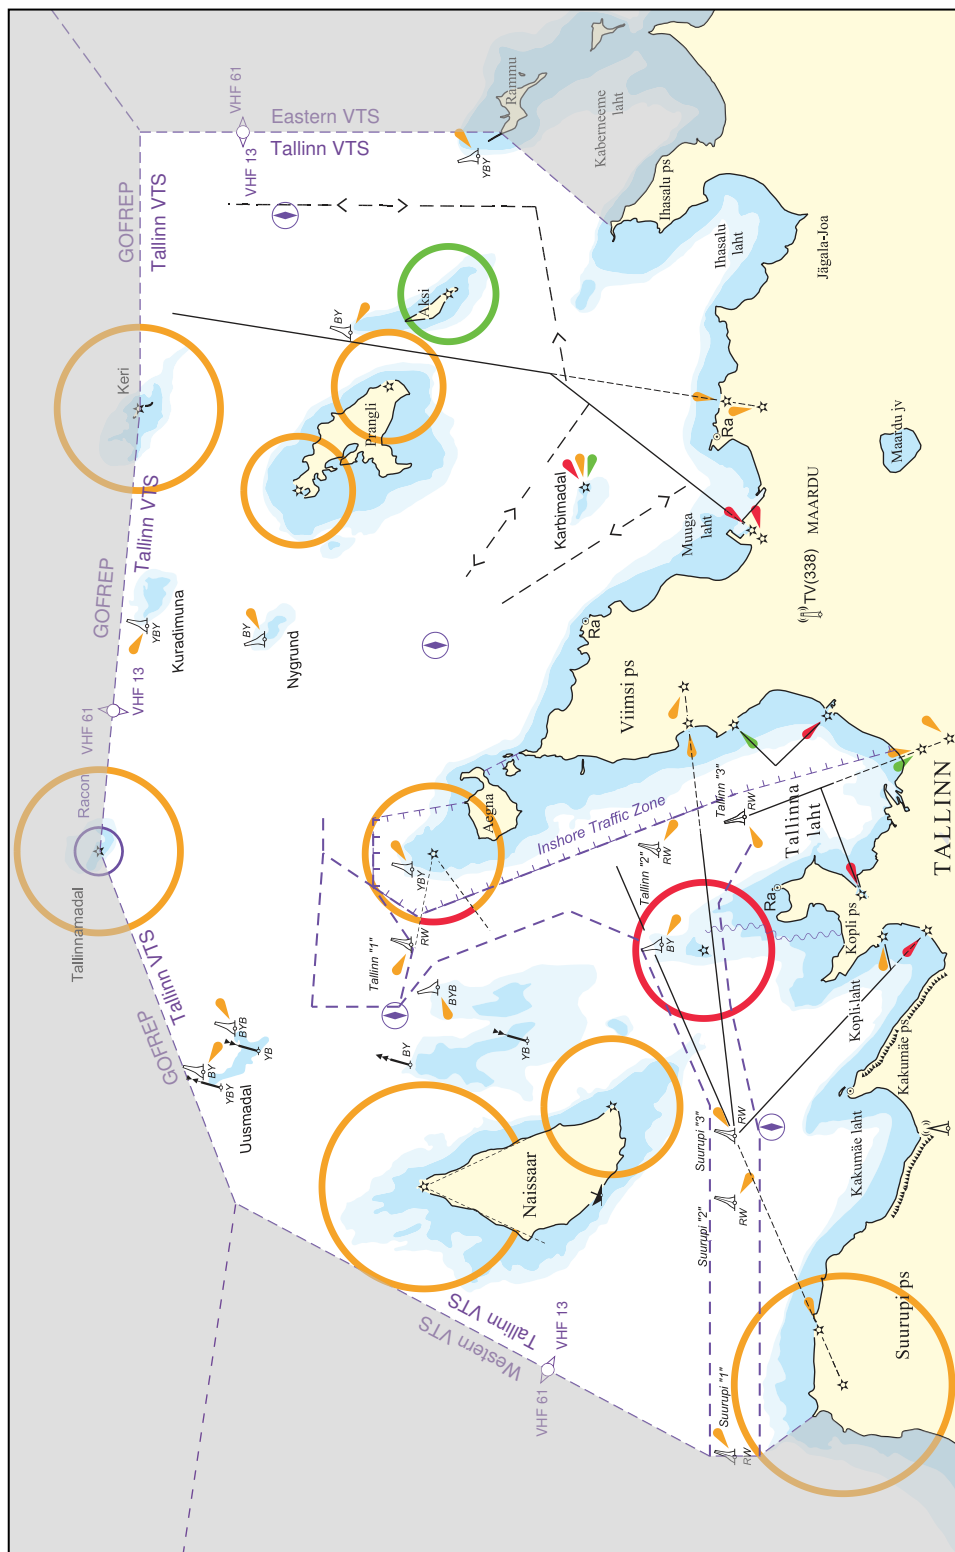 VHF 61
Eastern VTS
Tallinn VTS
VHF 13
GOFREP
Tallinn VTS
Rammu
Kaberneeme
laht
YBY
Ihasalu ps
Ihasalu
laht
Jägala-Joa
BY
Aksi
Keri
Prangli
Tallinn VTS
GOFREP
Ra
Maardu jv
Karbimadal
Muuga
laht
MAARDU
TV(338)
Kuradimuna
YBY
BY
Nygrund
Ra
Viimsi ps
VHF 61
VHF 13
Racon
Tallinnamadal
Aegna
Inshore Traffic Zone
YBY
Tallinn "1"
RW
Tallinn "2"
RW
Tallinn "3"
RW
Tallinna
laht
TALLINN
Ra
Kopli ps
BY
BYB
Tallinn VTS
GOFREP
BYB
YB
BY
YBY
Uusmadal
BY
YB
Kopli laht
Kakumäe ps
Kakumäe laht
Naissaar
Suurupi "3"
RW
Suurupi "2"
RW
Suurupi "1"
RW
Suurupi ps
Tallinn VTS
Western VTS
VHF 13
VHF 61